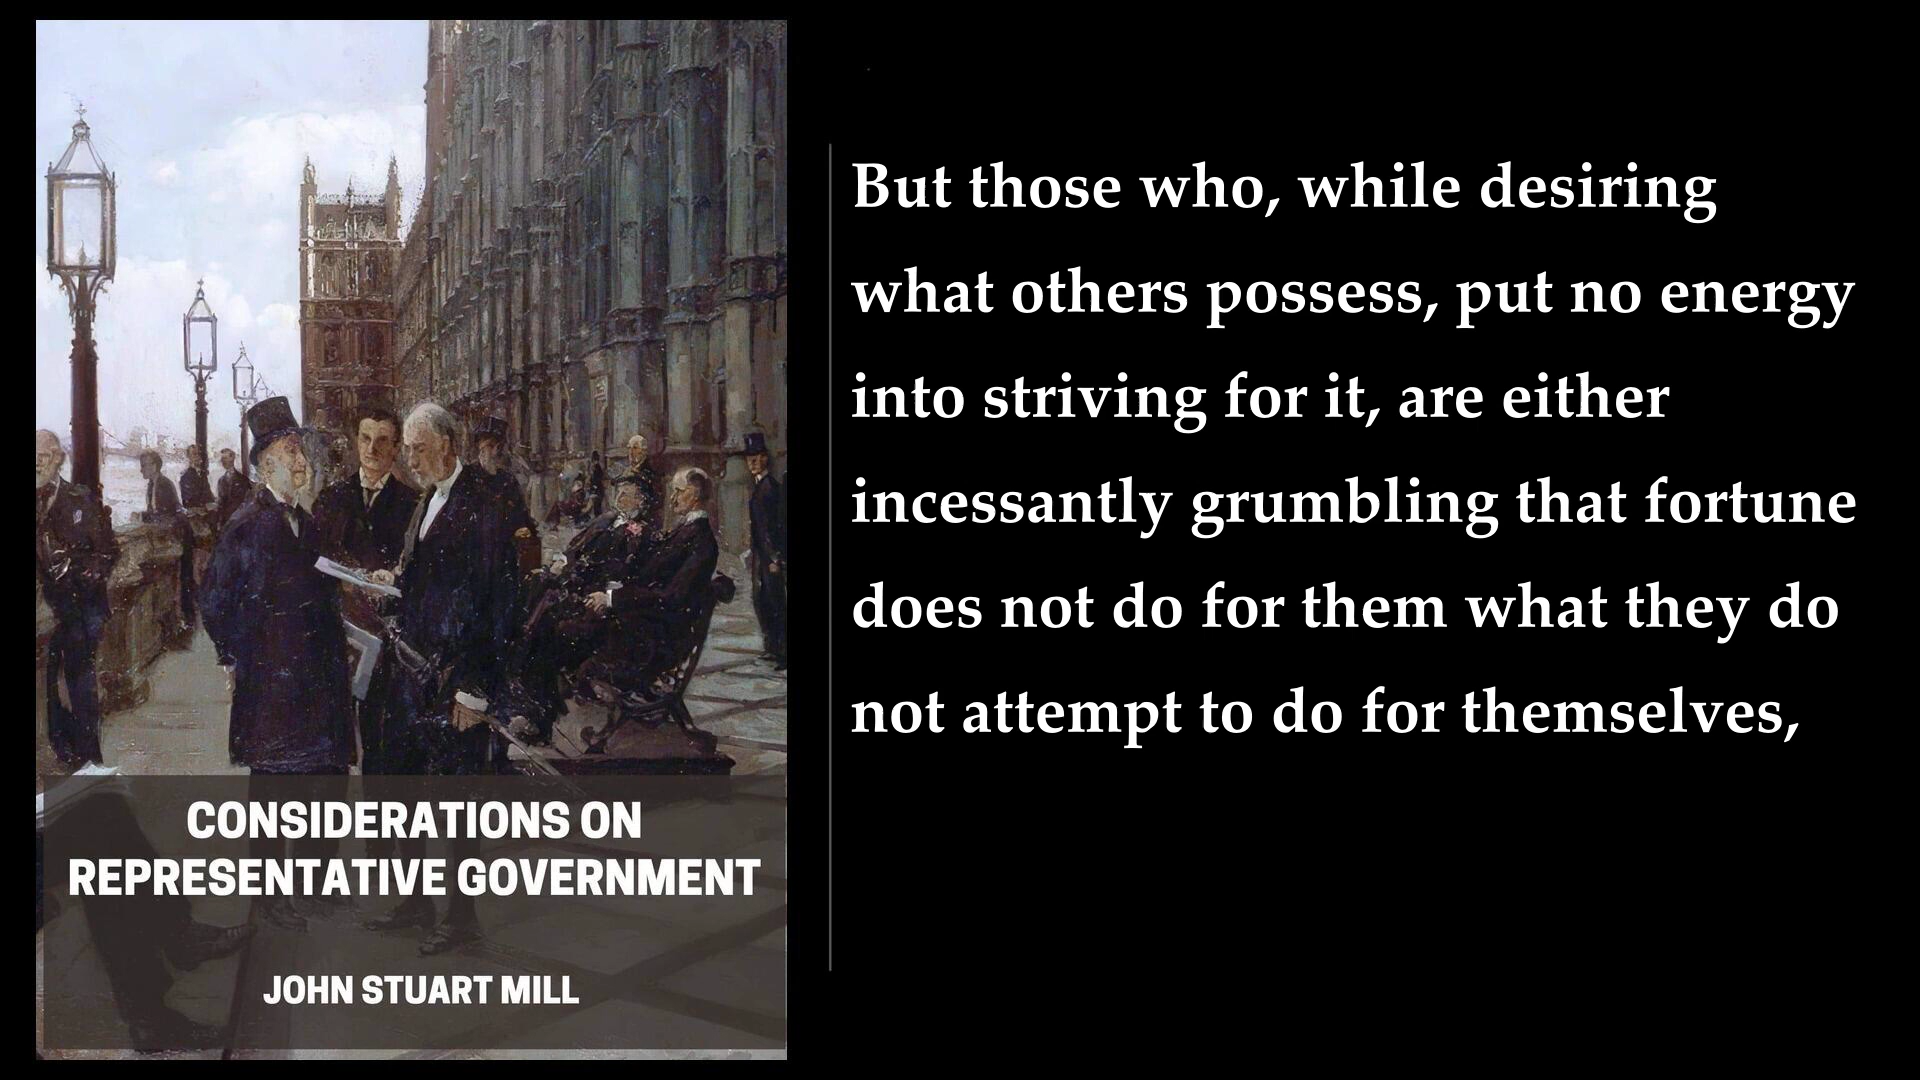 But those who, while desiring
what others possess, put no energy
into striving for it, are either
incessantly grumbling that fortune
does not do for them what they do
not attempt to do for themselves,
CONSIDERATIONS ON
REPRESENTATIVE GOVERNMENT
JOHN STUART MILL